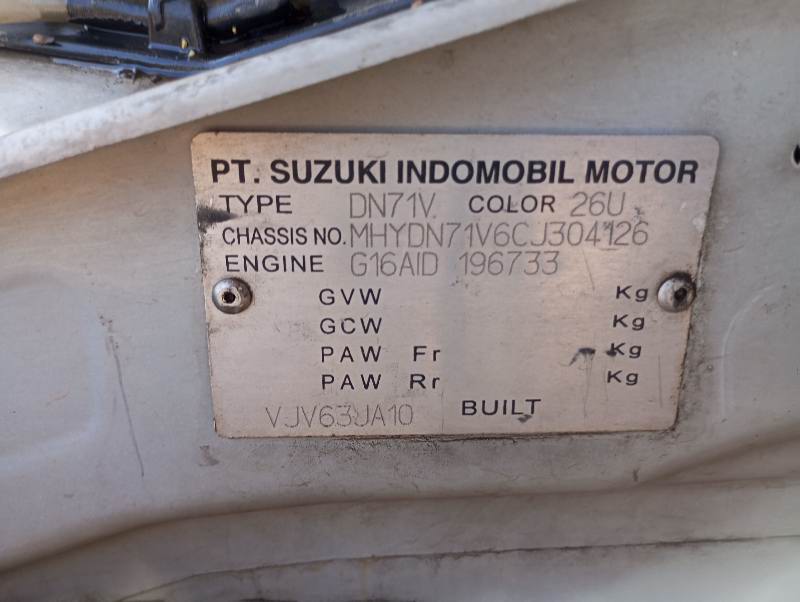 PT. SUZUKI INDOMOBIL MOTOR
TYPE DN71V. COLOR 26U
CHASSIS NO. MHYDN71V6CJ304126
ENGINE G16AID 196733
GVW Kg
GCW Kg
PAW Fr Kg
PAW Rr Kg
VJV63JA10 BUILT